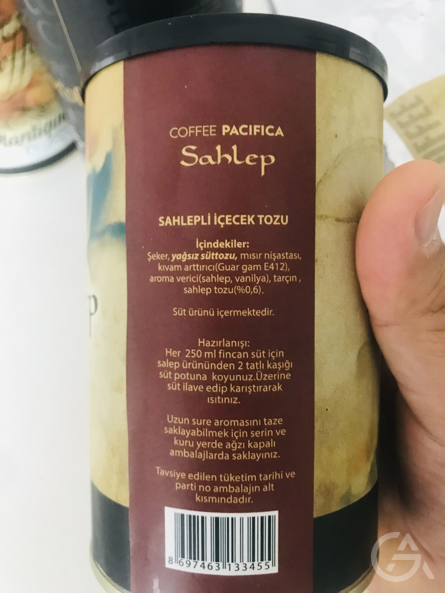 COFFEE PACIFICA
Sahlep
SAHLEPLİ İÇECEK TOZU
İçindekiler:
Şeker, yağsız süttozu, mısır nişastası,
kıvam arttırıcı(Guar gam E412),
aroma verici(sahlep, vanilya), tarçın ,
sahlep tozu(%0,6).
Süt ürünü içermektedir.
Hazırlanışı:
Her 250 ml fincan süt için
salep ürününden 2 tatlı kaşığı
süt potuna koyunuz.Üzerine
süt ilave edip karıştırarak
ısıtınız.
Uzun sure aromasını taze
saklayabilmek için serin ve
kuru yerde ağzı kapalı
ambalajlarda saklayınız.
Tavsiye edilen tüketim tarihi ve
parti no ambalajın alt
kısmındadır.
8 697463 133455